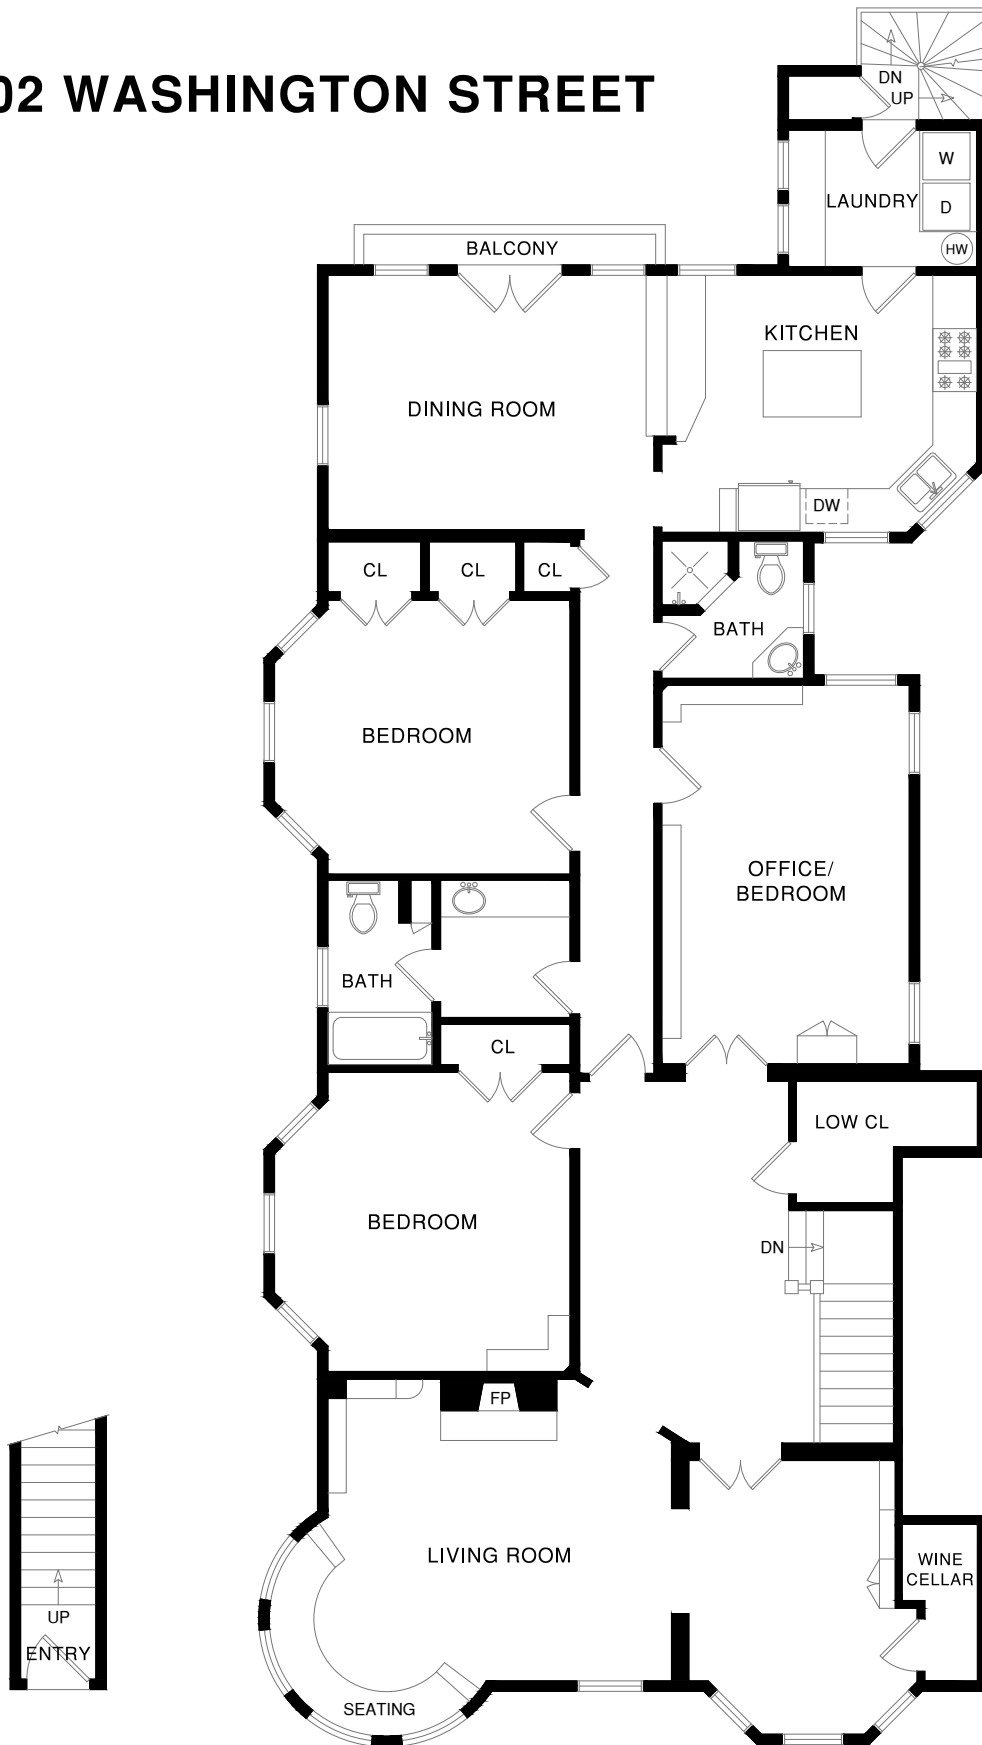 02 WASHINGTON STREET
DN
UP
W
LAUNDRY
D
HW
BALCONY
KITCHEN
DINING ROOM
DW
CL
CL
CL
BATH
BEDROOM
OFFICE/
BEDROOM
BATH
CL
LOW CL
BEDROOM
DN
FP
LIVING ROOM
WINE
CELLAR
UP
ENTRY
SEATING